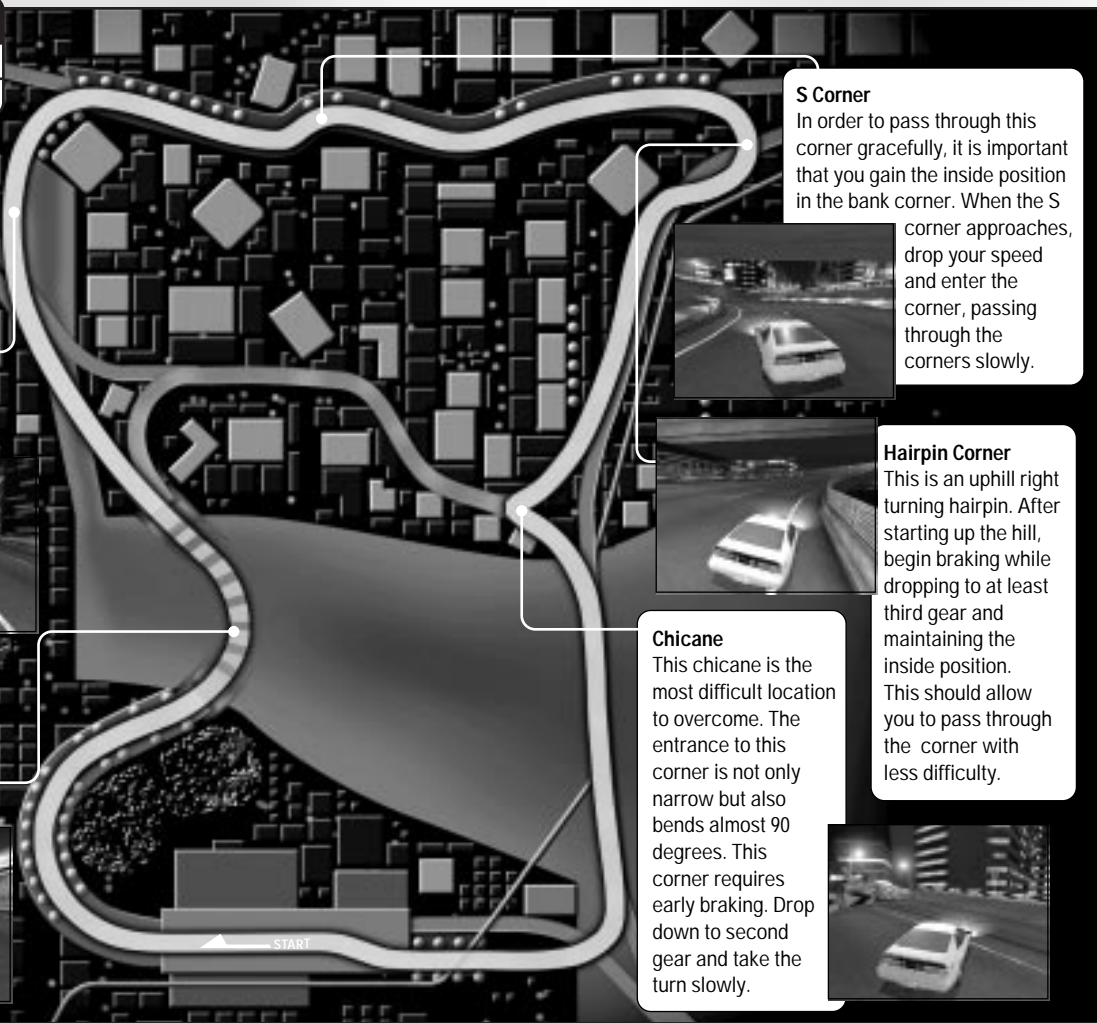 S Corner
In order to pass through this
corner gracefully, it is important
that you gain the inside position
in the bank corner. When the S
corner approaches,
drop your speed
and enter the
corner, passing
through the
corners slowly.
Hairpin Corner
This is an uphill right
turning hairpin. After
starting up the hill,
begin braking while
dropping to at least
third gear and
maintaining the
inside position.
This should allow
you to pass through
the corner with
less difficulty.
Chicane
This chicane is the
most difficult location
to overcome. The
entrance to this
corner is not only
narrow but also
bends almost 90
degrees. This
corner requires
early braking. Drop
down to second
gear and take the
turn slowly.
START